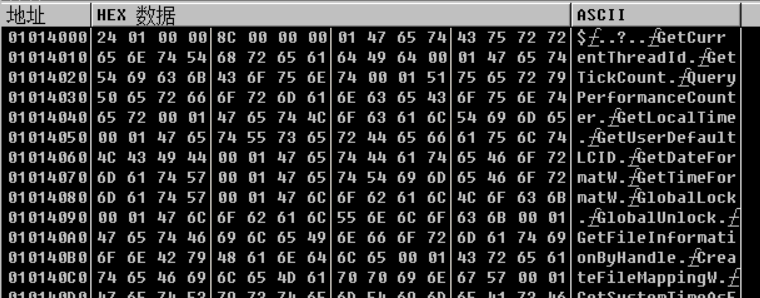 地址 HEX 数据 ASCII
01014000 24 01 00 00 8C 00 00 00 01 47 65 74 43 75 72 72 $ƒ..?..ƒGetCurr
01014010 65 6E 74 54 68 72 65 61 64 49 64 00 01 47 65 74 entThreadId.ƒGet
01014020 54 69 63 6B 43 6F 75 6E 74 00 01 51 75 65 72 79 TickCount.ƒQuery
01014030 50 65 72 66 6F 72 6D 61 6E 63 65 43 6F 75 6E 74 PerformanceCount
01014040 65 72 00 01 47 65 74 4C 6F 63 61 6C 54 69 6D 65 er.ƒGetLocalTime
01014050 00 01 47 65 74 55 73 65 72 44 65 66 61 75 6C 74 .ƒGetUserDefault
01014060 4C 43 49 44 00 01 47 65 74 44 61 74 65 46 6F 72 LCID.ƒGetDateFor
01014070 6D 61 74 57 00 01 47 65 74 54 69 6D 65 46 6F 72 matW.ƒGetTimeFor
01014080 6D 61 74 57 00 01 47 6C 6F 62 61 6C 4C 6F 63 6B matW.ƒGlobalLock
01014090 00 01 47 6C 6F 62 61 6C 55 6E 6C 6F 63 6B 00 01 .ƒGlobalUnlock.ƒ
010140A0 47 65 74 46 69 6C 65 49 6E 66 6F 72 6D 61 74 69 GetFileInformati
010140B0 6F 6E 42 79 48 61 6E 64 6C 65 00 01 43 72 65 61 onByHandle.ƒCrea
010140C0 74 65 46 69 6C 65 4D 61 70 70 69 6E 67 57 00 01 teFileMappingW.ƒ